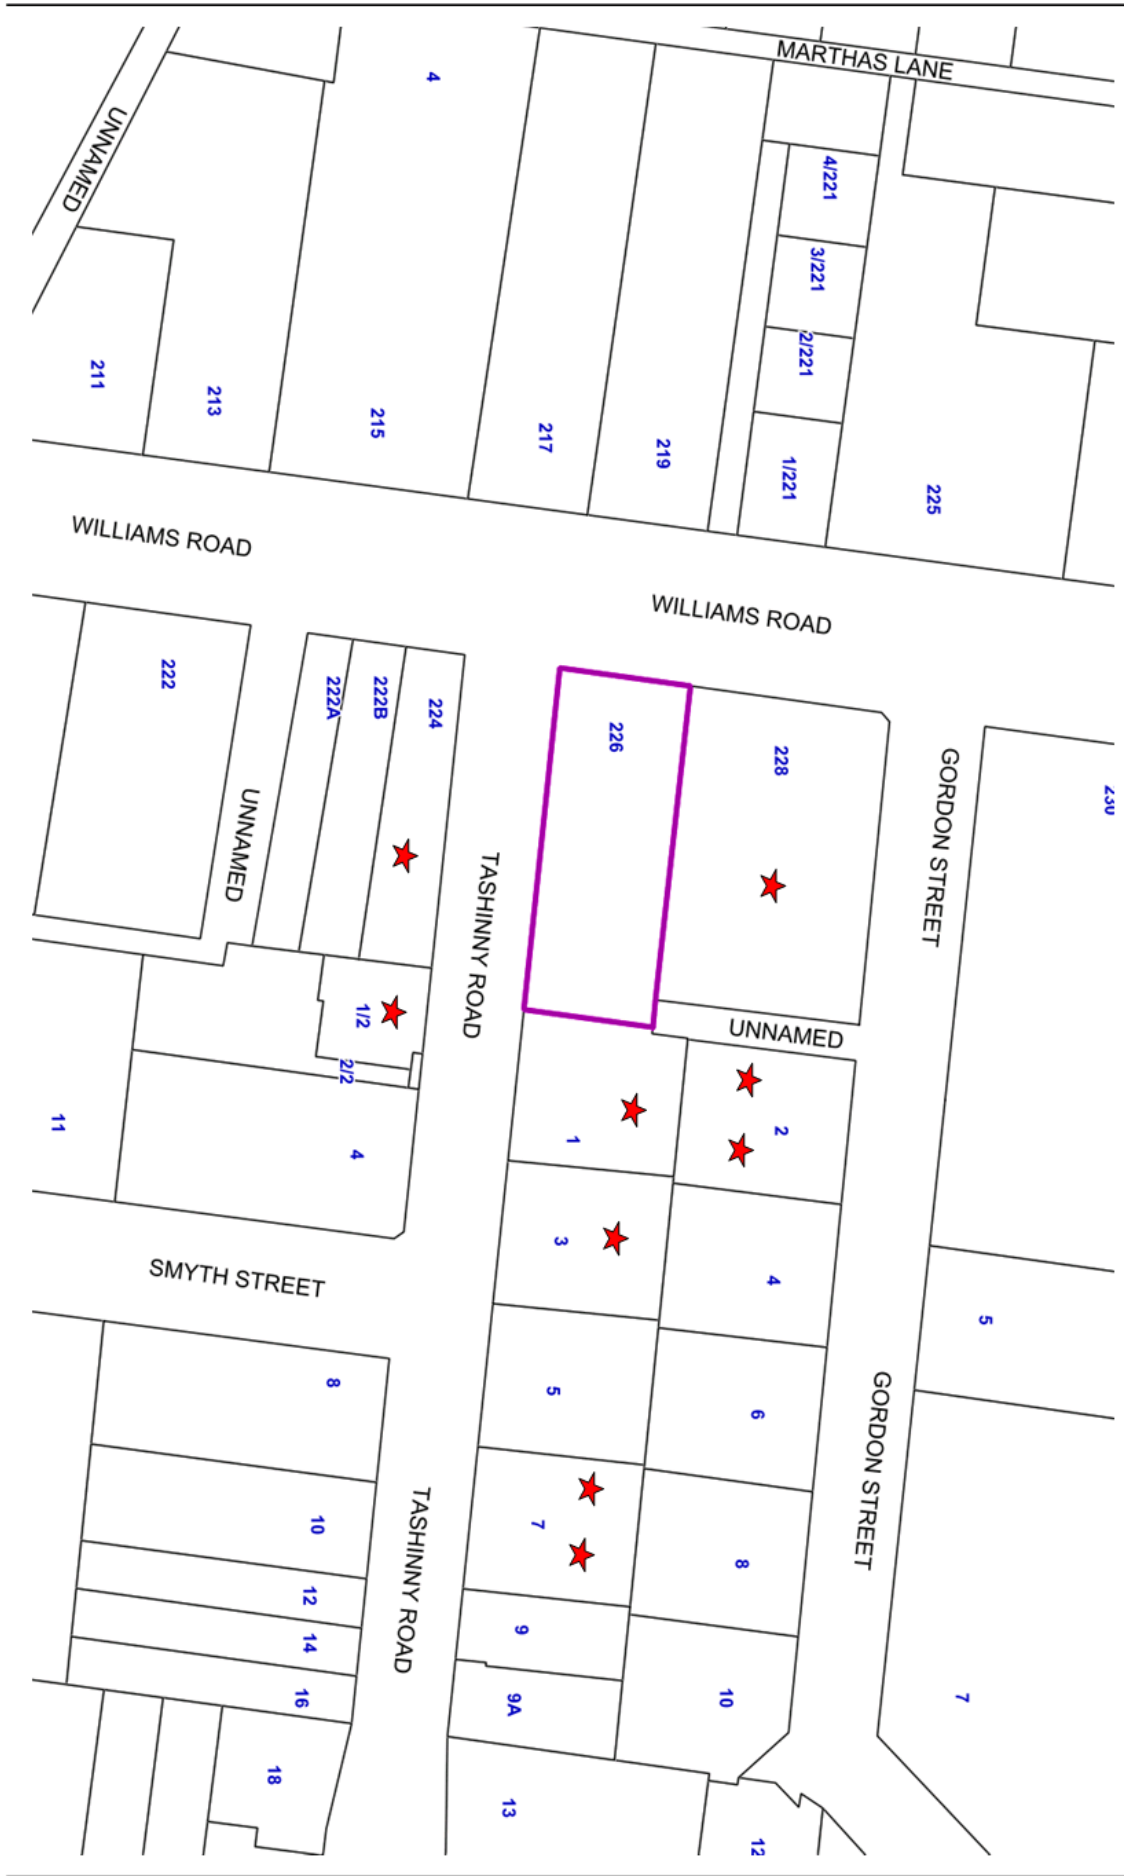 MARTHAS LANE
4
UNNAMED
4/221
3/221
2/221
1/221
211
213
215
217
219
225
WILLIAMS ROAD
WILLIAMS ROAD
222
222A
222B
224
226
228
GORDON STREET
230
UNNAMED
TASHINNY ROAD
1/2
2/2
UNNAMED
11
4
1
2
3
4
SMYTH STREET
5
8
5
6
GORDON STREET
10
7
8
TASHINNY ROAD
12
14
9
16
9A
10
7
18
13
12